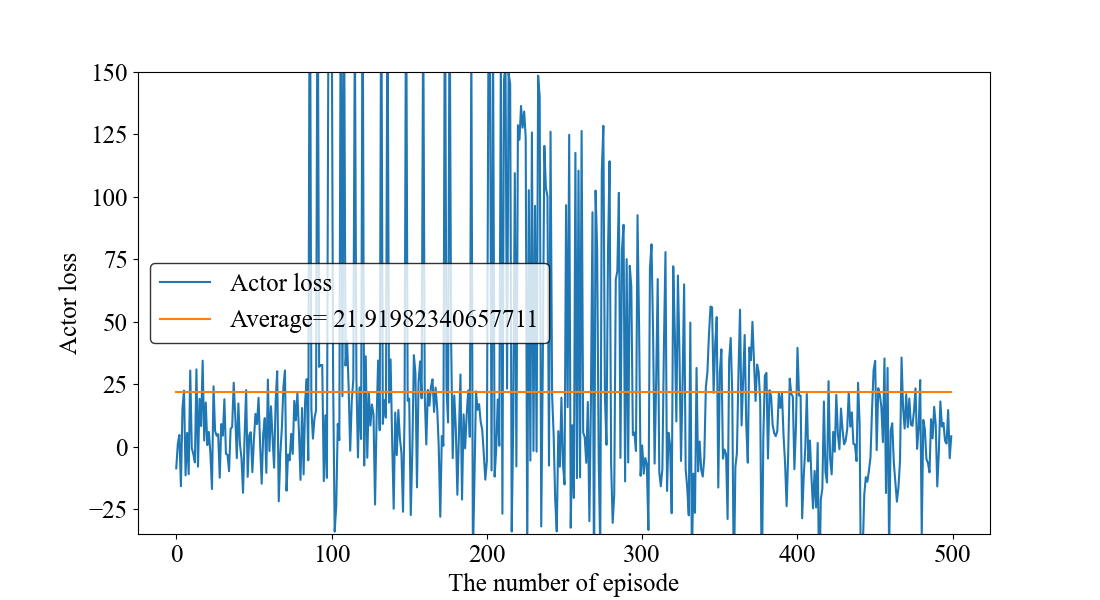 150
125
100
75
50
25
0
−25
Actor loss
Actor loss
Average= 21.91982340657711
0 100 200 300 400 500
The number of episode